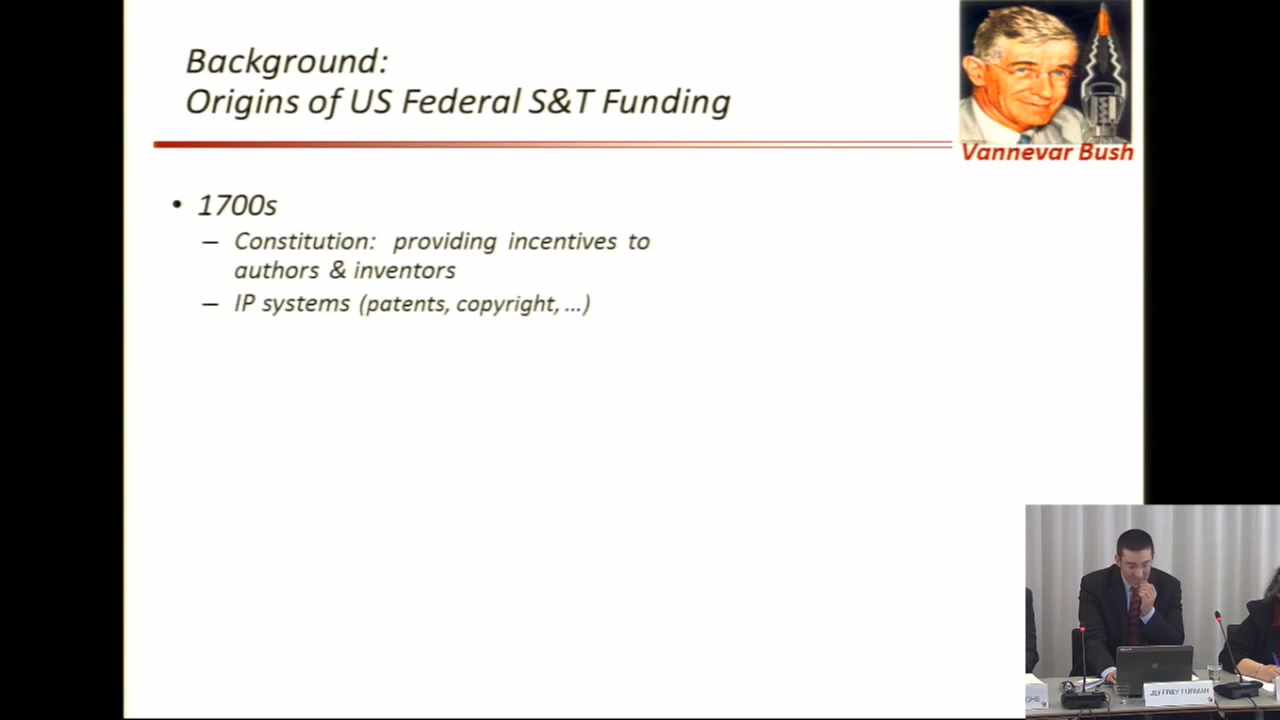 Background:
Origins of US Federal S&T Funding
Vannevar Bush
• 1700s
– Constitution: providing incentives to
authors & inventors
– IP systems (patents, copyright, ...)
CHE
JEFFREY FURMAN